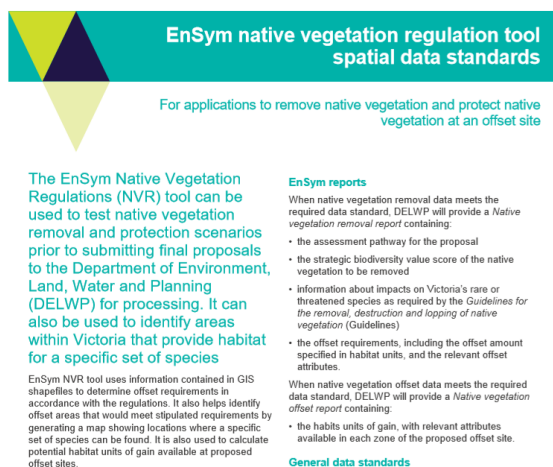 EnSym native vegetation regulation tool
spatial data standards
For applications to remove native vegetation and protect native
vegetation at an offset site
The EnSym Native Vegetation
Regulations (NVR) tool can be
used to test native vegetation
removal and protection scenarios
prior to submitting final proposals
to the Department of Environment,
Land, Water and Planning
(DELWP) for processing. It can
also be used to identify areas
within Victoria that provide habitat
for a specific set of species
EnSym NVR tool uses information contained in GIS
shapefiles to determine offset requirements in
accordance with the regulations. It also helps identify
offset areas that would meet stipulated requirements by
generating a map showing locations where a specific
set of species can be found. It is also used to calculate
potential habitat units of gain available at proposed
offset sites.
EnSym reports
When native vegetation removal data meets the
required data standard, DELWP will provide a Native
vegetation removal report containing:
• the assessment pathway for the proposal
• the strategic biodiversity value score of the native
vegetation to be removed
• information about impacts on Victoria's rare or
threatened species as required by the Guidelines for
the removal, destruction and lopping of native
vegetation (Guidelines)
• the offset requirements, including the offset amount
specified in habitat units, and the relevant offset
attributes.
When native vegetation offset data meets the required
data standard, DELWP will provide a Native vegetation
offset report containing:
• the habits units of gain, with relevant attributes
available in each zone of the proposed offset site.
General data standards